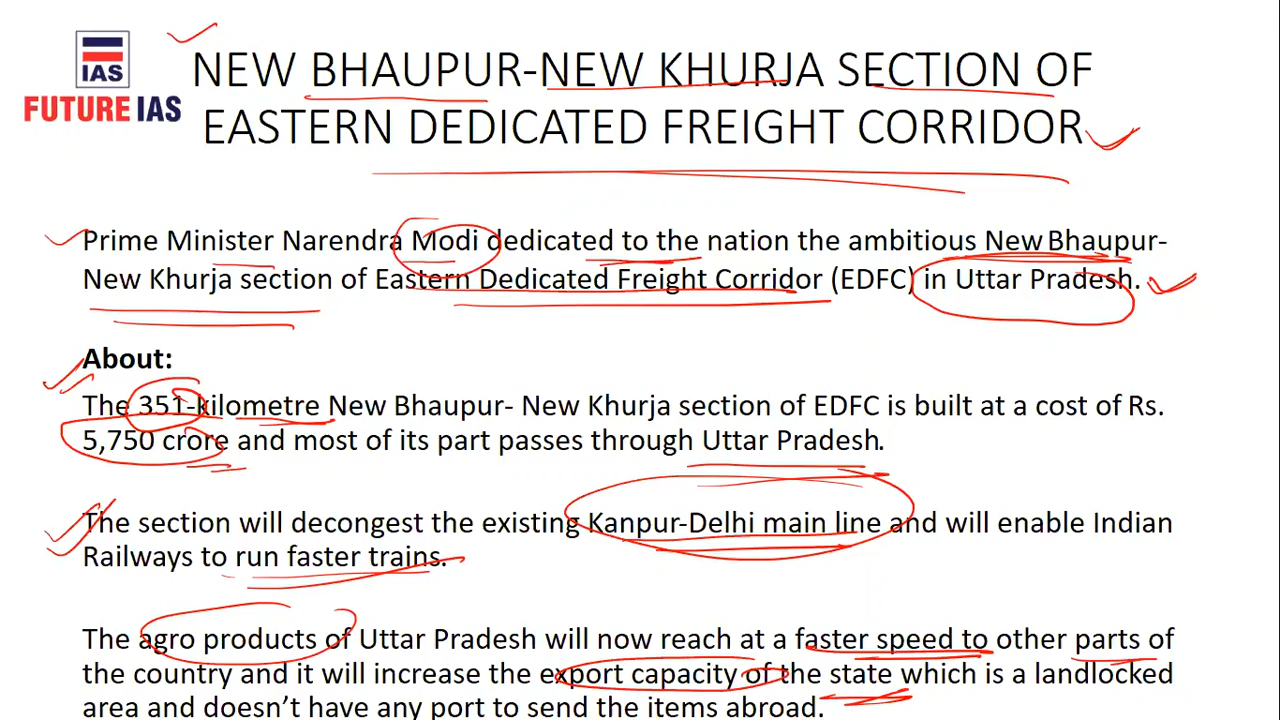 IAS
FUTURE IAS
NEW BHAUPUR-NEW KHURJA SECTION OF
EASTERN DEDICATED FREIGHT CORRIDOR
Prime Minister Narendra Modi dedicated to the nation the ambitious New Bhaupur-
New Khurja section of Eastern Dedicated Freight Corridor (EDFC) in Uttar Pradesh.
About:
The 351-kilometre New Bhaupur- New Khurja section of EDFC is built at a cost of Rs.
5,750 crore and most of its part passes through Uttar Pradesh.
The section will decongest the existing Kanpur-Delhi main line and will enable Indian
Railways to run faster trains.
The agro products of Uttar Pradesh will now reach at a faster speed to other parts of
the country and it will increase the export capacity of the state which is a landlocked
area and doesn't have any port to send the items abroad.